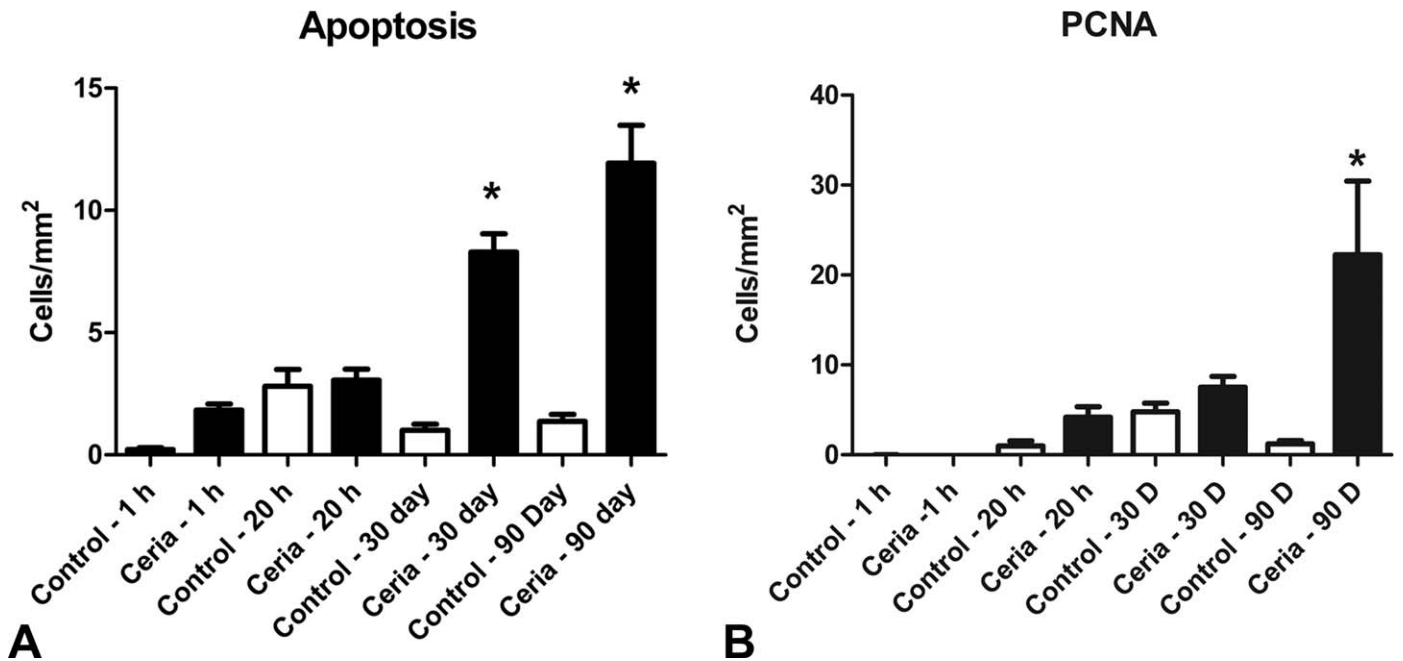 Apoptosis
15
10
5
0
Cells/mm²
*
*
Control - 1 h
Ceria - 1 h
Control - 20 h
Ceria - 20 h
Control - 30 day
Ceria - 30 day
Control - 90 Day
Ceria - 90 day
A
PCNA
40
30
20
10
0
Cells/mm²
*
Control - 1 h
Ceria -1 h
Control - 20 h
Ceria - 20 h
Control - 30 D
Ceria - 30 D
Control - 90 D
Ceria - 90 D
B